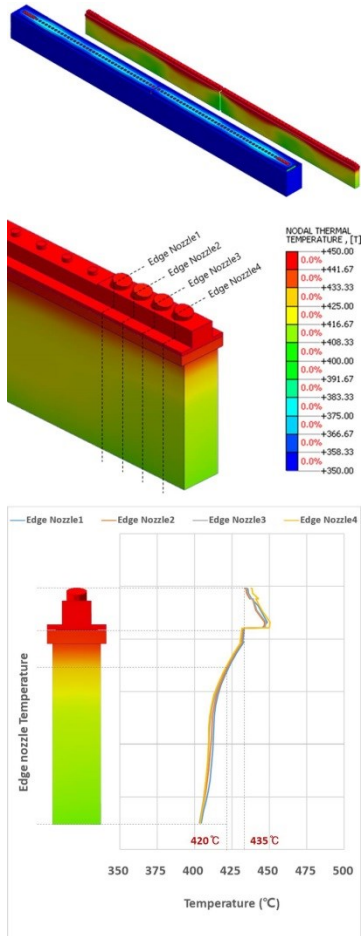 Edge Nozzle1
Edge Nozzle2
Edge Nozzle3
Edge Nozzle4
NODAL THERMAL
TEMPERATURE , [T]
+450.00
0.0%
+441.67
0.0%
+433.33
0.0%
+425.00
0.0%
+416.67
0.0%
+408.33
0.0%
+400.00
0.0%
+391.67
0.0%
+383.33
0.0%
+375.00
0.0%
+366.67
0.0%
+358.33
0.0%
+350.00
Edge Nozzle1 Edge Nozzle2 Edge Nozzle3 Edge Nozzle4
Edge nozzle Temperature
420℃ 435℃
350 375 400 425 450 475 500
Temperature (℃)